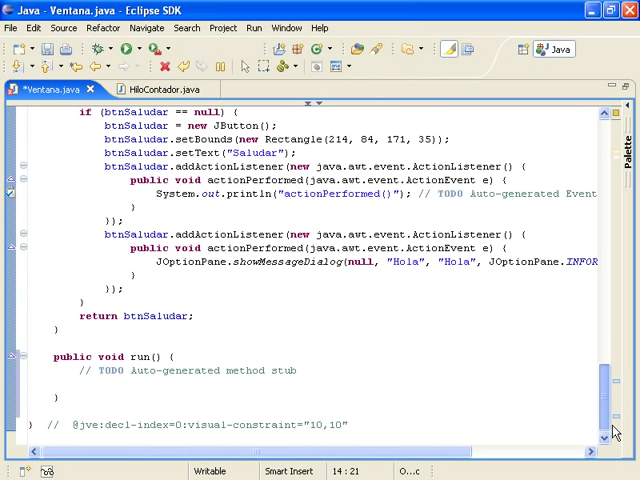 Java - Ventana.java - Eclipse SDK
File Edit Source Refactor Navigate Search Project Run Window Help
Java
*Ventana.java HiloContador.java
if (btnSaludar == null) {
btnSaludar = new JButton();
btnSaludar.setBounds(new Rectangle(214, 84, 171, 35));
btnSaludar.setText("Saludar");
btnSaludar.addActionListener(new java.awt.event.ActionListener() {
public void actionPerformed(java.awt.event.ActionEvent e) {
System.out.println("actionPerformed()"); // TODO Auto-generated Event
}
});
btnSaludar.addActionListener(new java.awt.event.ActionListener() {
public void actionPerformed(java.awt.event.ActionEvent e) {
JOptionPane.showMessageDialog(null, "Hola", "Hola", JOptionPane.INFOR
}
});
}
return btnSaludar;
}
public void run() {
// TODO Auto-generated method stub
}
} // @jve:decl-index=0:visual-constraint="10,10"
Palette
Writable Smart Insert 14 : 21 O...c